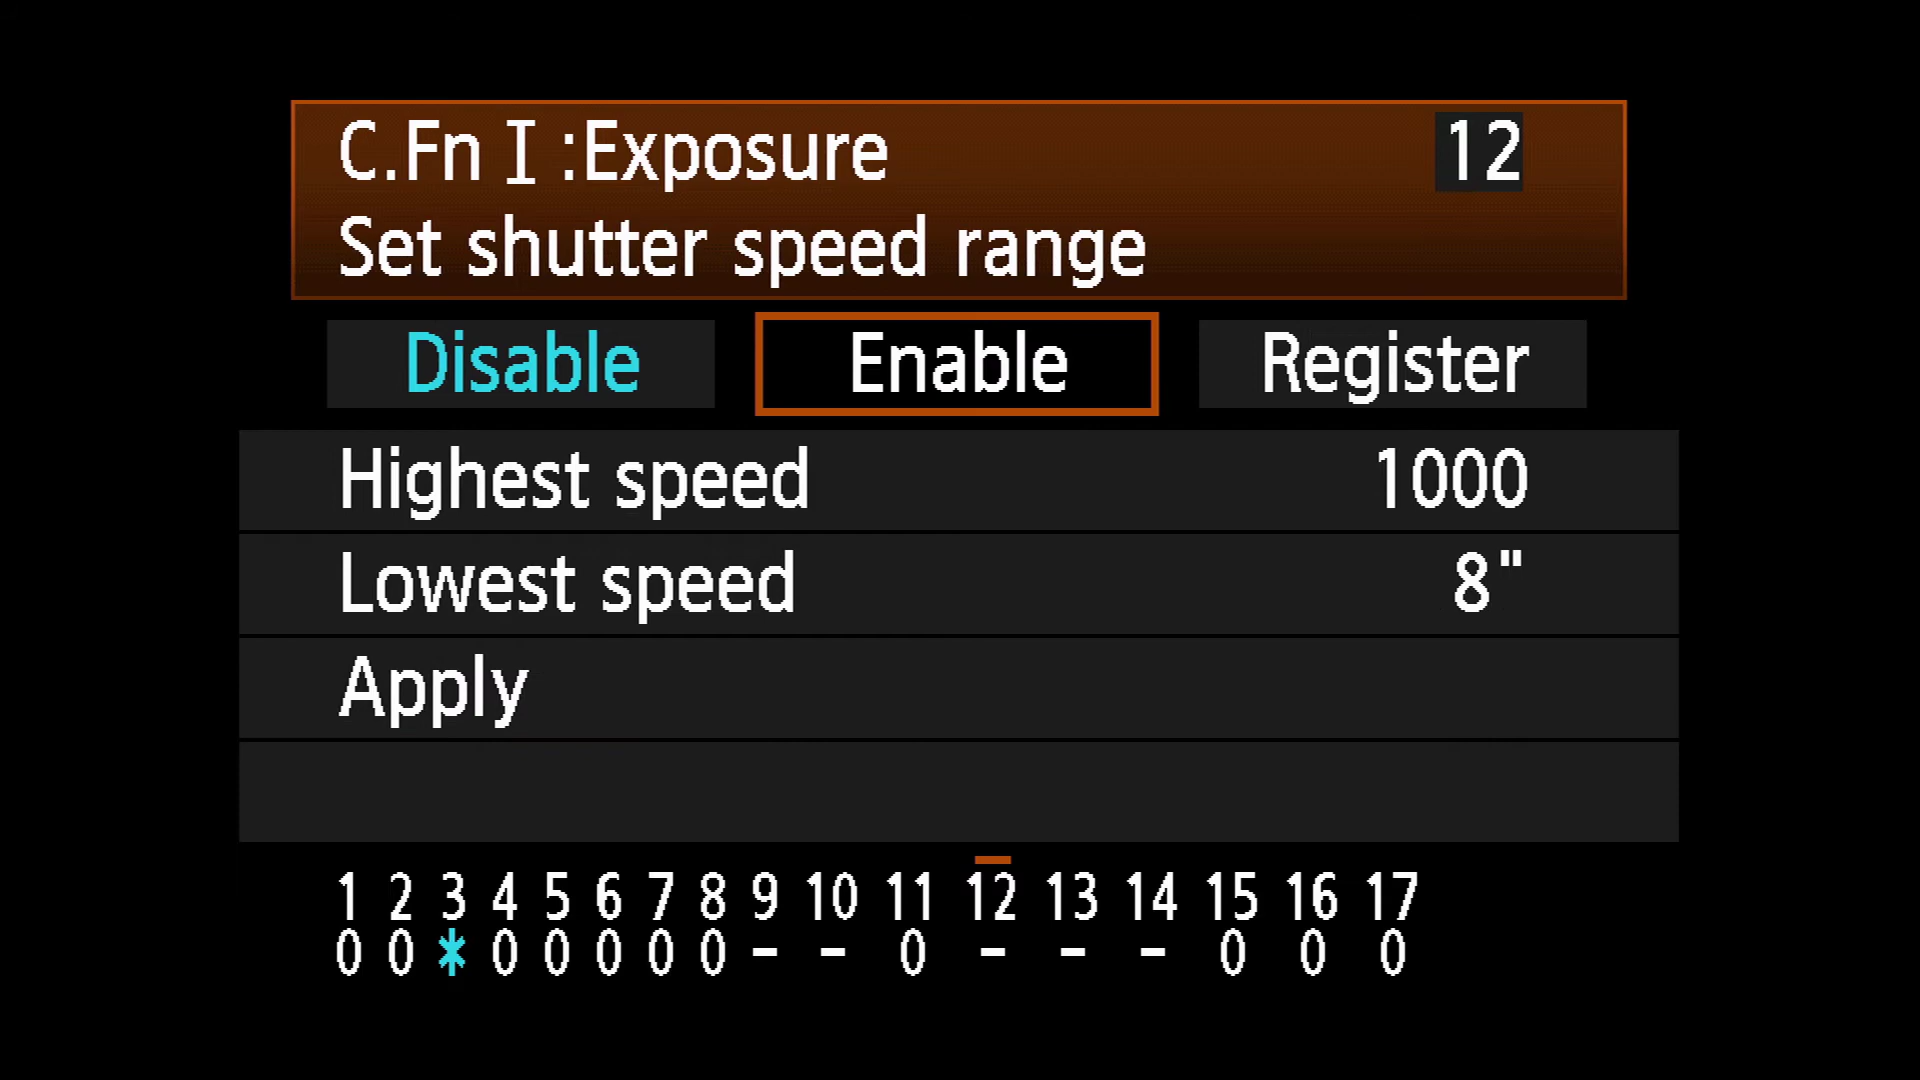 C.Fn I :Exposure 12
Set shutter speed range
Disable Enable Register
Highest speed 1000
Lowest speed 8"
Apply
1 2 3 4 5 6 7 8 9 10 11 12 13 14 15 16 17
0 0 * 0 0 0 0 0 - - 0 - - - 0 0 0